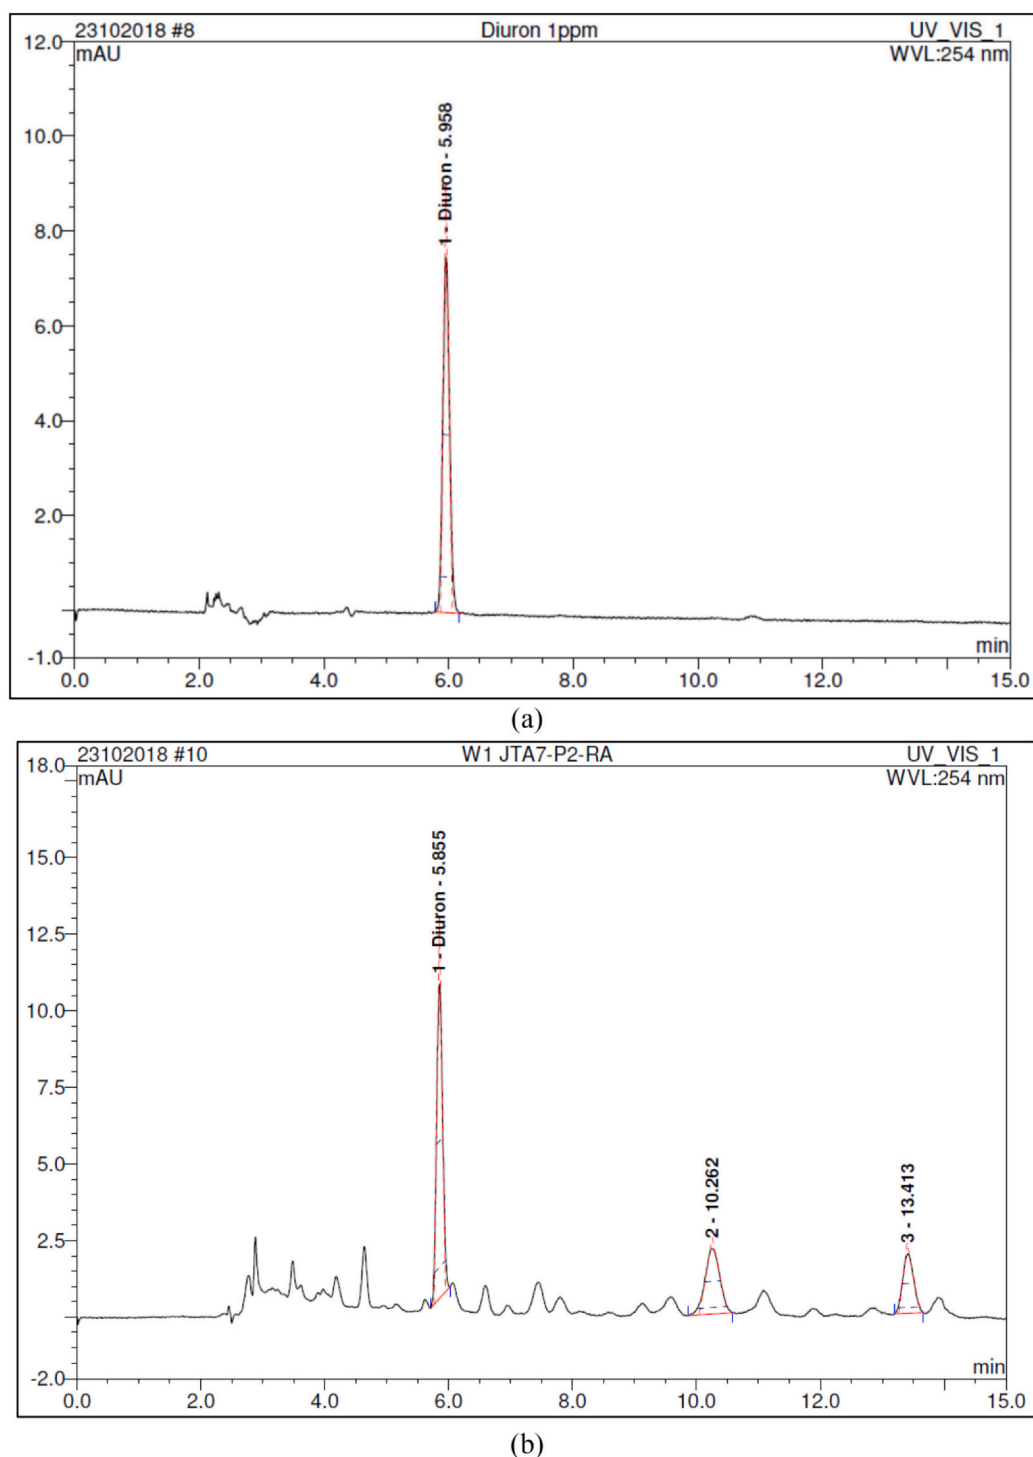 23102018 #8 Diuron 1ppm UV_VIS_1
mAU WVL:254 nm
12.0
10.0
8.0
6.0
4.0
2.0
-1.0
1 - Diuron - 5.958
min
0.0 2.0 4.0 6.0 8.0 10.0 12.0 15.0
(a)
23102018 #10 W1 JTA7-P2-RA UV_VIS_1
mAU WVL:254 nm
18.0
15.0
12.5
10.0
7.5
5.0
2.5
-2.0
1 - Diuron - 5.855
2 - 10.262
3 - 13.413
min
0.0 2.0 4.0 6.0 8.0 10.0 12.0 15.0
(b)